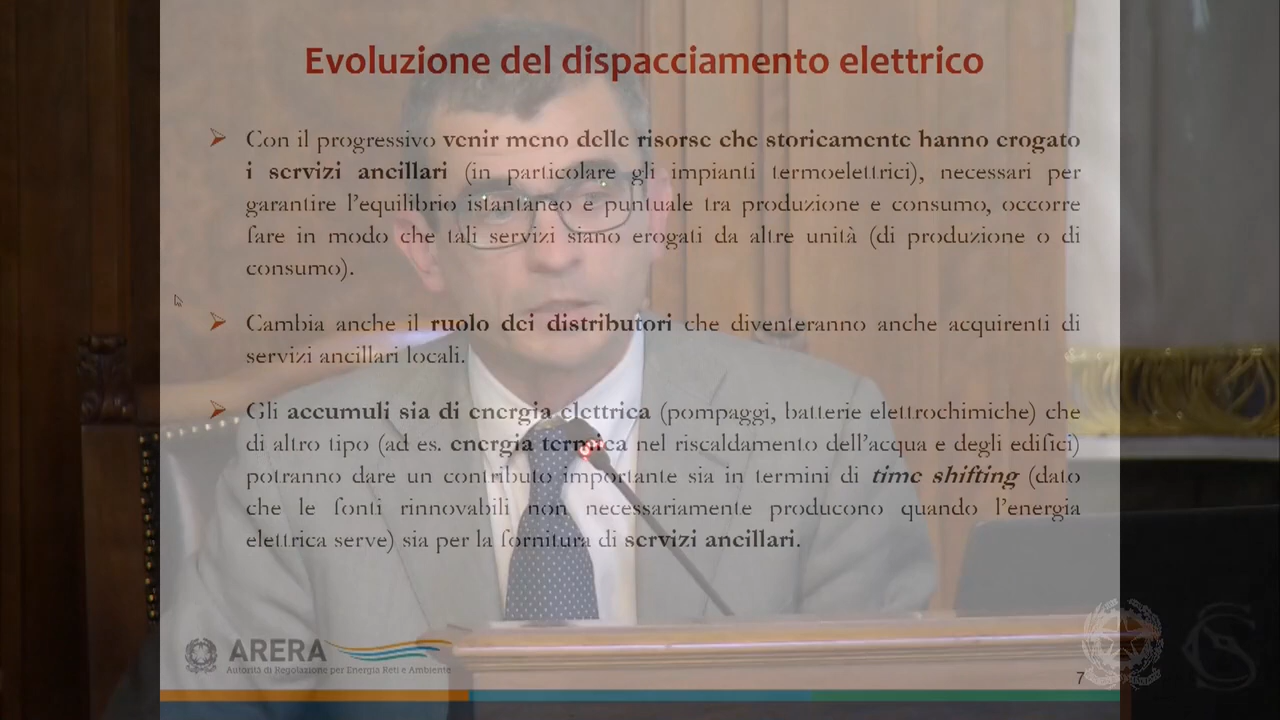 Evoluzione del dispacciamento elettrico
Con il progressivo venir meno delle risorse che storicamente hanno erogato
i servizi ancillari (in particolare gli impianti termoelettrici), necessari per
garantire l'equilibrio istantaneo e puntuale tra produzione e consumo, occorre
fare in modo che tali servizi siano erogati da altre unità (di produzione o di
consumo).
Cambia anche il ruolo dei distributori che diventeranno anche acquirenti di
servizi ancillari locali.
Gli accumuli sia di energia elettrica (pompaggi, batterie elettrochimiche) che
di altro tipo (ad es. energia termica nel riscaldamento dell'acqua e degli edifici)
potranno dare un contributo importante sia in termini di time shifting (dato
che le fonti rinnovabili non necessariamente producono quando l'energia
elettrica serve) sia per la fornitura di servizi ancillari.
ARERA
Autorità di Regolazione per Energia Reti e Ambiente
7